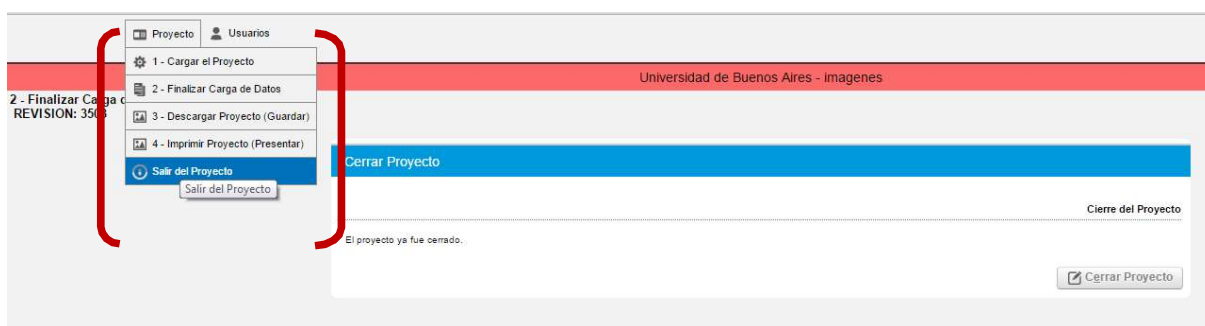 Proyecto Usuarios
1 - Cargar el Proyecto
Universidad de Buenos Aires - imagenes
2 - Finalizar Carga de Datos
2 - Finalizar Carga
REVISION: 3508
3 - Descargar Proyecto (Guardar)
4 - Imprimir Proyecto (Presentar)
Salir del Proyecto
Salir del Proyecto
Cerrar Proyecto
Cierre del Proyecto
El proyecto ya fue cerrado.
Cerrar Proyecto